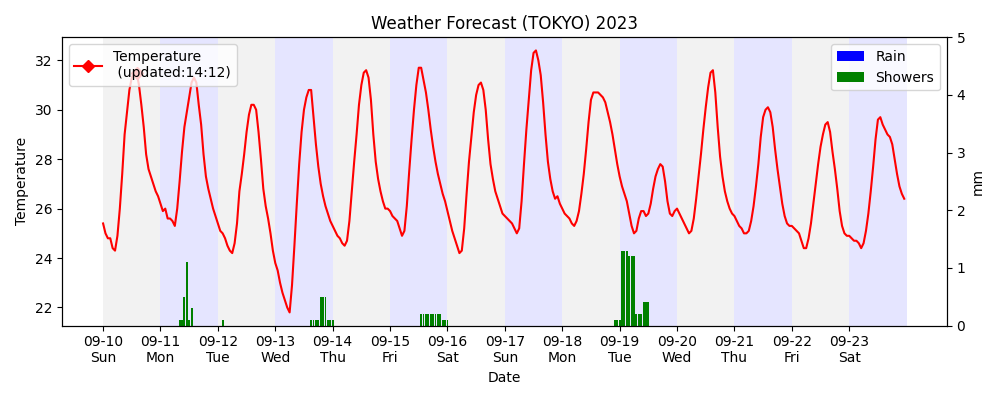 Weather Forecast (TOKYO) 2023
Temperature
(updated:14:12)
Rain
Showers
Temperature
32
30
28
26
24
22
5
4
3
2
1
0
mm
09-10 09-11 09-12 09-13 09-14 09-15 09-16 09-17 09-18 09-19 09-20 09-21 09-22 09-23
Sun Mon Tue Wed Thu Fri Sat Sun Mon Tue Wed Thu Fri Sat
Date